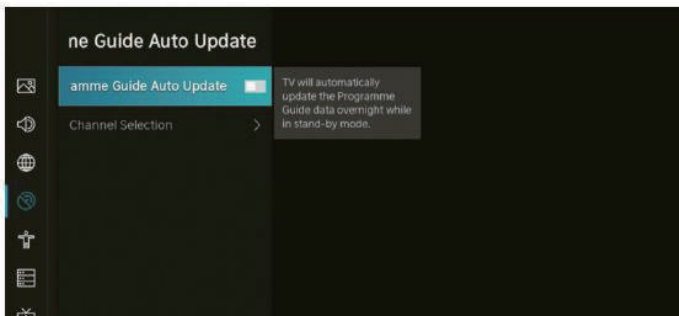 ne Guide Auto Update
amme Guide Auto Update
TV will automatically
update the Programme
Guide data overnight while
in stand-by mode.
Channel Selection